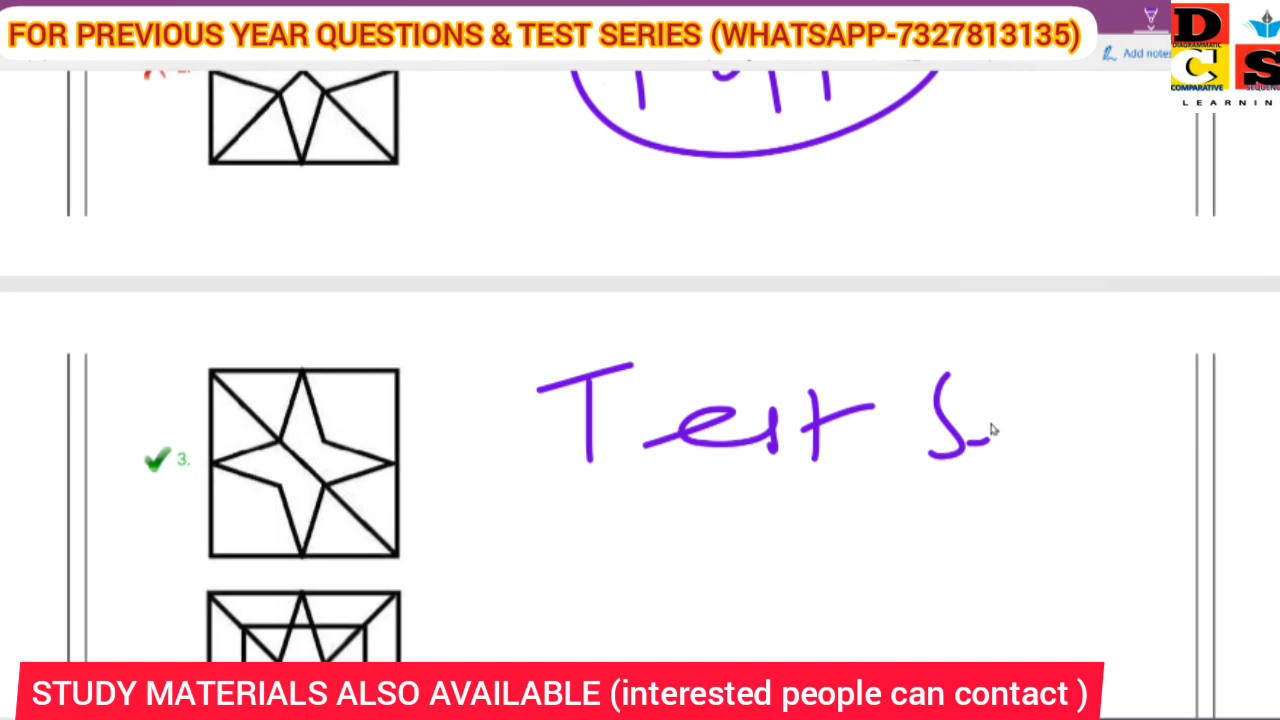 FOR PREVIOUS YEAR QUESTIONS & TEST SERIES (WHATSAPP-7327813135)
Add notes
D
DIAGRAMMATIC
C
COMPARATIVE
S
SEQUENC
LEARNIN
Test S
3.
STUDY MATERIALS ALSO AVAILABLE (interested people can contact )